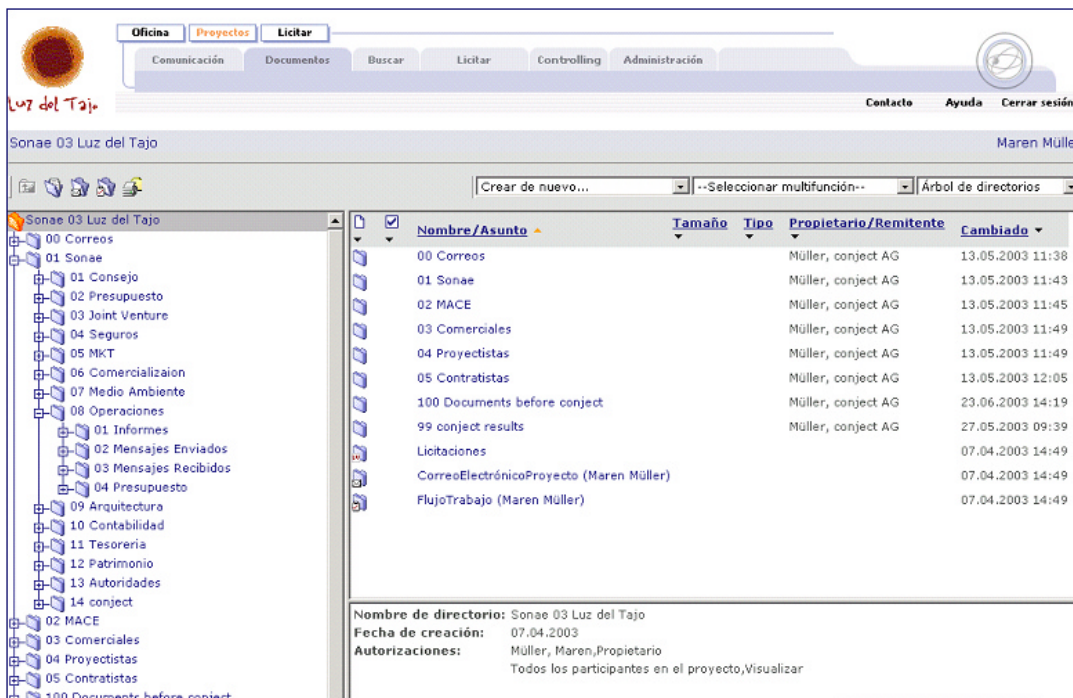 Oficina Proyectos Licitar
Comunicación Documentos Buscar Licitar Controlling Administración
Luz del Tajo
Contacto Ayuda Cerrar sesión
Sonae 03 Luz del Tajo Maren Mülle
Crear de nuevo... --Seleccionar multifunción-- Árbol de directorios
Sonae 03 Luz del Tajo
00 Correos
01 Sonae
01 Consejo
02 Presupuesto
03 Joint Venture
04 Seguros
05 MKT
06 Comercializaion
07 Medio Ambiente
08 Operaciones
01 Informes
02 Mensajes Enviados
03 Mensajes Recibidos
04 Presupuesto
09 Arquitectura
10 Contabilidad
11 Tesoreria
12 Patrimonio
13 Autoridades
14 conject
02 MACE
03 Comerciales
04 Proyectistas
05 Contratistas
100 Documents before conject
Nombre/Asunto Tamaño Tipo Propietario/Remitente Cambiado
00 Correos Müller, conject AG 13.05.2003 11:38
01 Sonae Müller, conject AG 13.05.2003 11:43
02 MACE Müller, conject AG 13.05.2003 11:45
03 Comerciales Müller, conject AG 13.05.2003 11:49
04 Proyectistas Müller, conject AG 13.05.2003 11:49
05 Contratistas Müller, conject AG 13.05.2003 12:05
100 Documents before conject Müller, conject AG 23.06.2003 14:19
99 conject results Müller, conject AG 27.05.2003 09:39
Licitaciones 07.04.2003 14:49
CorreoElectrónicoProyecto (Maren Müller) 07.04.2003 14:49
FlujoTrabajo (Maren Müller) 07.04.2003 14:49
Nombre de directorio: Sonae 03 Luz del Tajo
Fecha de creación: 07.04.2003
Autorizaciones: Müller, Maren,Propietario
Todos los participantes en el proyecto,Visualizar